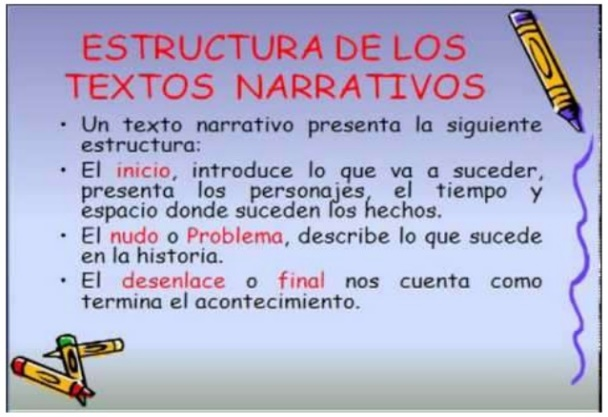 ESTRUCTURA DE LOS
TEXTOS NARRATIVOS
• Un texto narrativo presenta la siguiente
estructura:
• El inicio, introduce lo que va a suceder,
presenta los personajes, el tiempo y
espacio donde suceden los hechos.
• El nudo o Problema, describe lo que sucede
en la historia.
• El desenlace o final nos cuenta como
termina el acontecimiento.